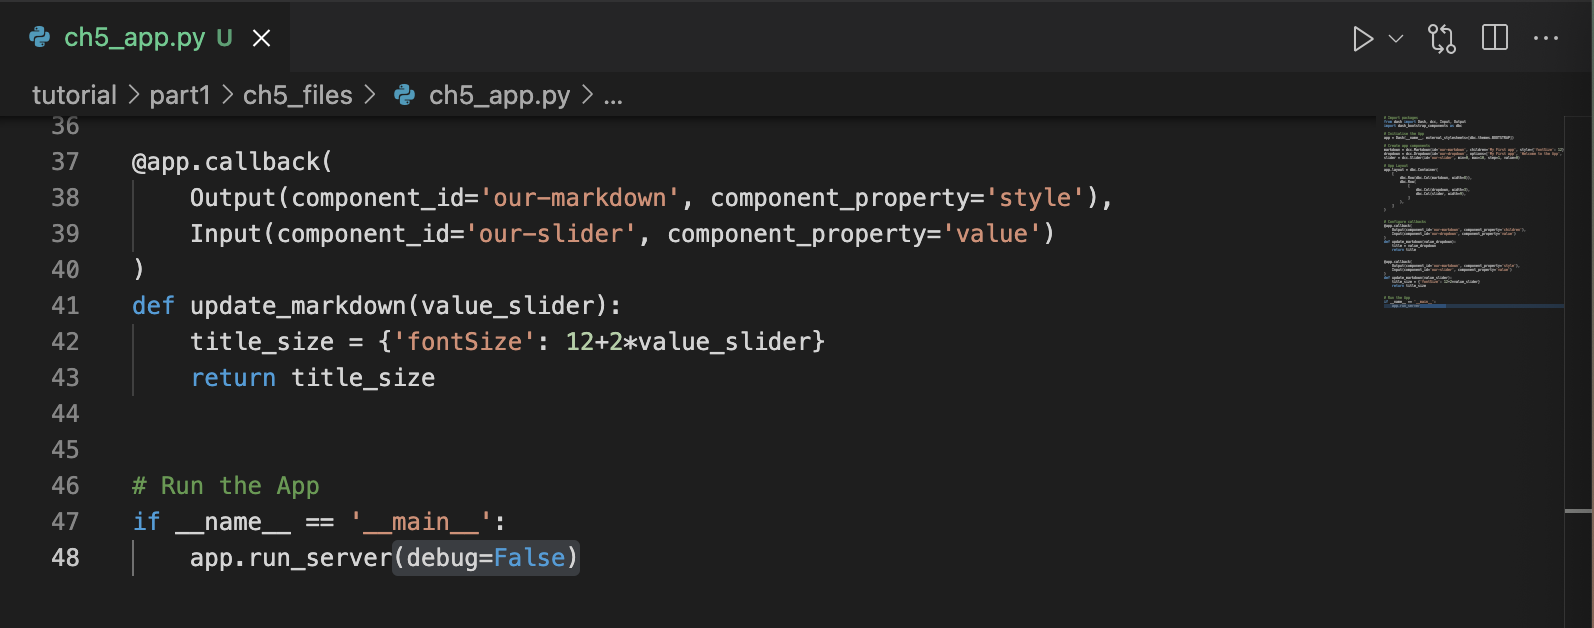 ch5_app.py U
tutorial > part1 > ch5_files > ch5_app.py > ...
36
37 @app.callback(
38     Output(component_id='our-markdown', component_property='style'),
39     Input(component_id='our-slider', component_property='value')
40 )
41 def update_markdown(value_slider):
42     title_size = {'fontSize': 12+2*value_slider}
43     return title_size
44
45
46 # Run the App
47 if __name__ == '__main__':
48     app.run_server(debug=False)